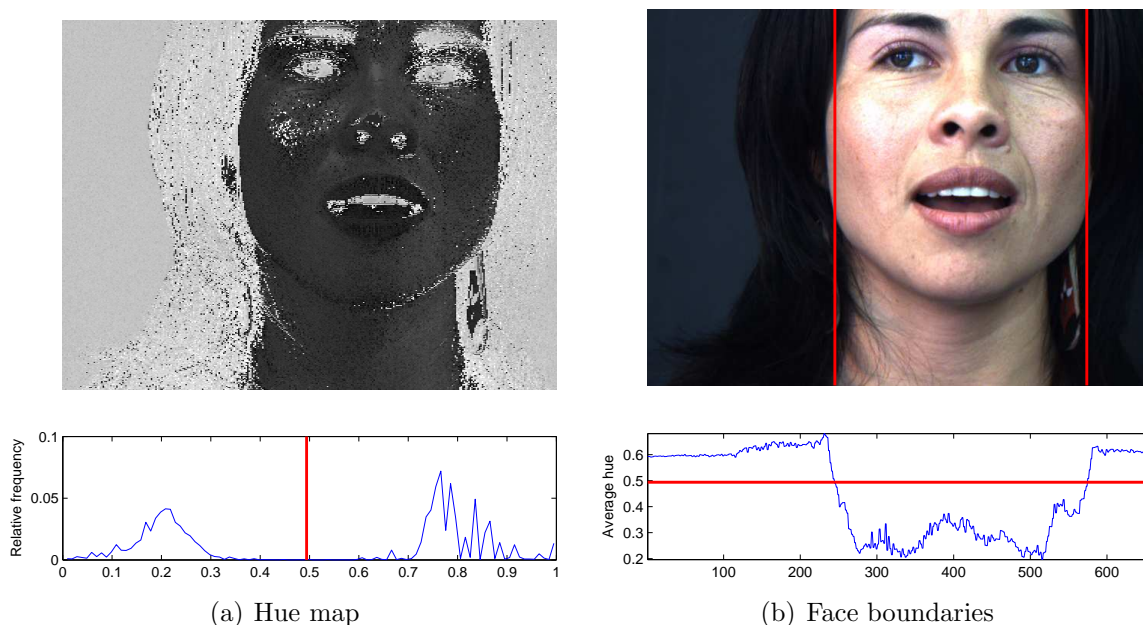 Relative frequency
0.1
0.05
0
0 0.1 0.2 0.3 0.4 0.5 0.6 0.7 0.8 0.9 1
(a) Hue map
Average hue
0.6
0.5
0.4
0.3
0.2
100 200 300 400 500 600
(b) Face boundaries